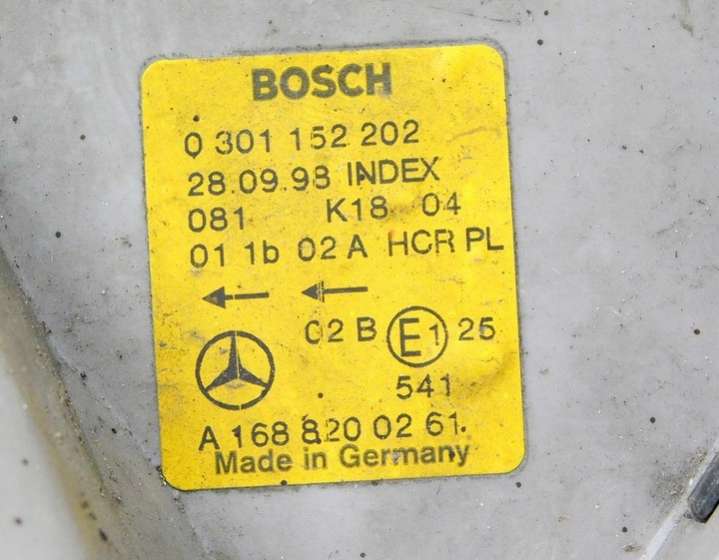 BOSCH
0 301 152 202
28.09.98 INDEX
081 K18 04
01 1b 02 A HCR PL
02 B E1 25
541
A 168 820 02 61
Made in Germany